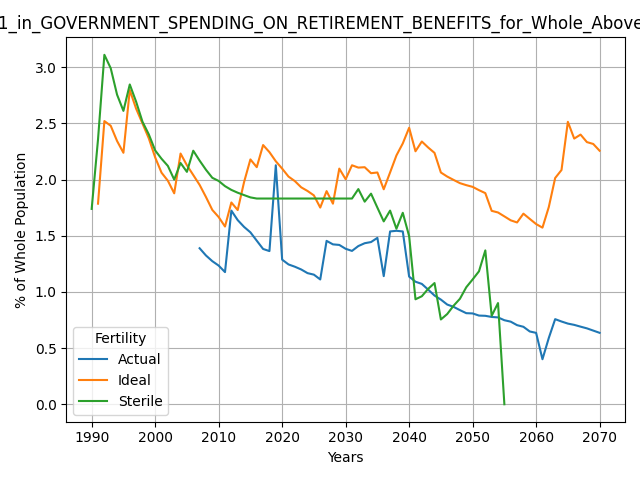 1_in_GOVERNMENT_SPENDING_ON_RETIREMENT_BENEFITS_for_Whole_Above
3.0
2.5
2.0
1.5
1.0
0.5
0.0
% of Whole Population
Fertility
Actual
Ideal
Sterile
1990 2000 2010 2020 2030 2040 2050 2060 2070
Years